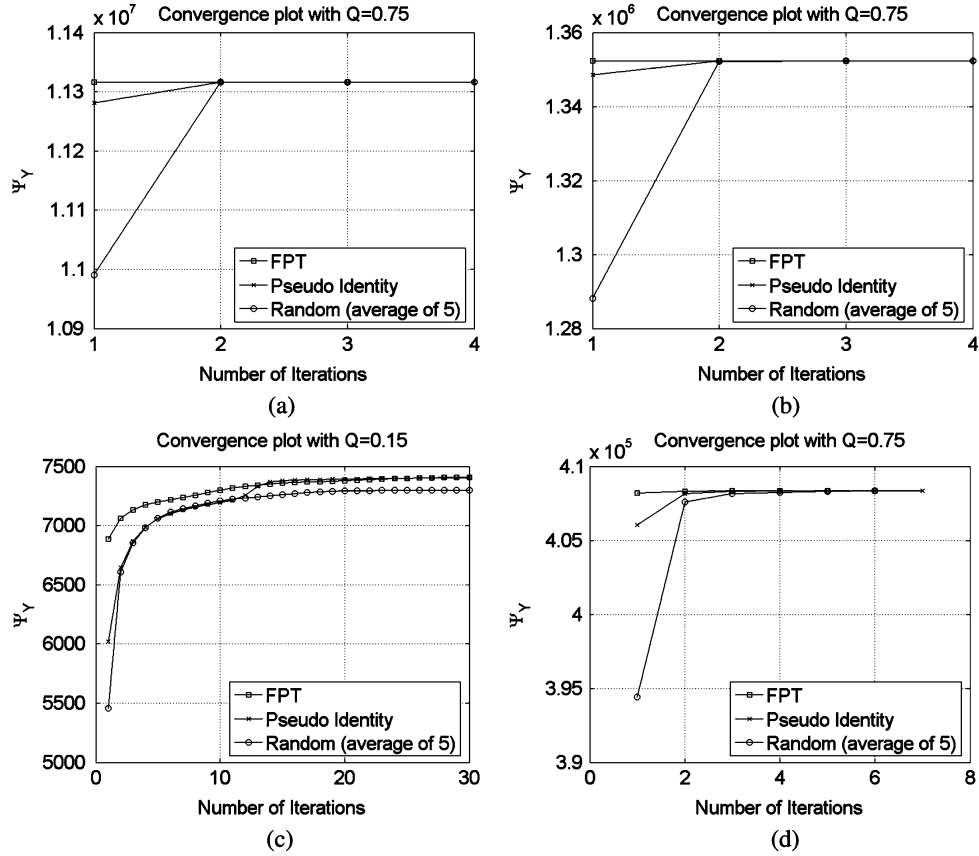 Convergence plot with Q=0.75
x 10^7
1.14
1.13
1.12
1.11
1.1
1.09
Ψ_Y
FPT
Pseudo Identity
Random (average of 5)
1 2 3 4
Number of Iterations
(a)
Convergence plot with Q=0.75
x 10^6
1.36
1.34
1.32
1.3
1.28
Ψ_Y
FPT
Pseudo Identity
Random (average of 5)
1 2 3 4
Number of Iterations
(b)
Convergence plot with Q=0.15
7500
7000
6500
6000
5500
5000
Ψ_Y
FPT
Pseudo Identity
Random (average of 5)
0 10 20 30
Number of Iterations
(c)
Convergence plot with Q=0.75
x 10^5
4.1
4.05
4
3.95
3.9
Ψ_Y
FPT
Pseudo Identity
Random (average of 5)
0 2 4 6 8
Number of Iterations
(d)